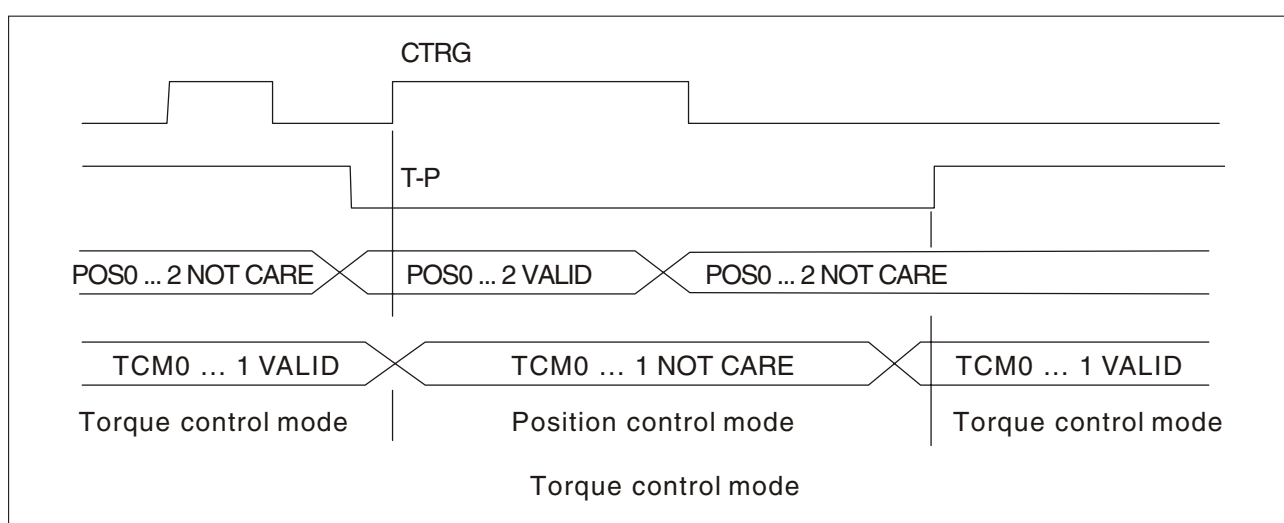 CTRG
T-P
POS0 ... 2 NOT CARE
POS0 ... 2 VALID
POS0 ... 2 NOT CARE
TCM0 ... 1 VALID
TCM0 ... 1 NOT CARE
TCM0 ... 1 VALID
Torque control mode
Position control mode
Torque control mode
Torque control mode